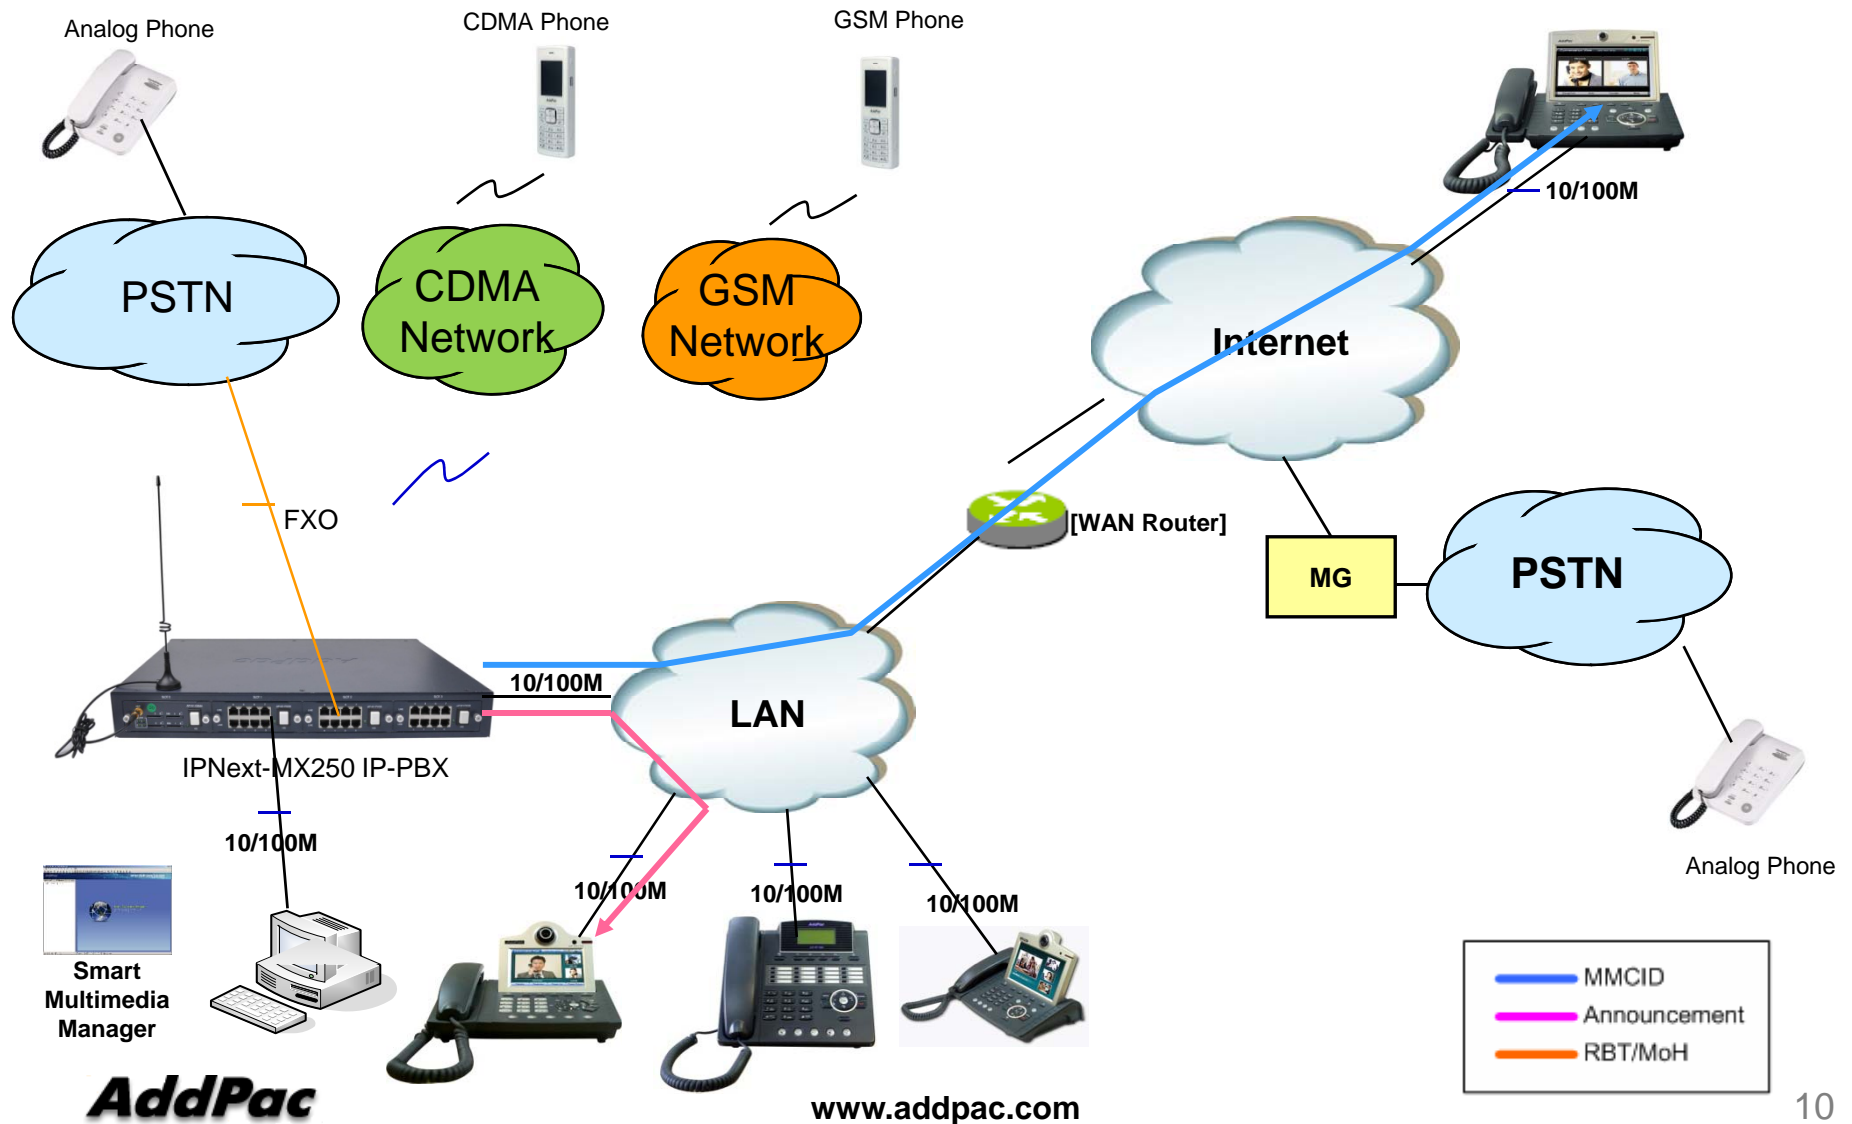 Analog Phone
CDMA Phone
GSM Phone
10/100M
PSTN
CDMA
Network
GSM
Network
Internet
FXO
[WAN Router]
MG
PSTN
10/100M
LAN
IPNext-MX250 IP-PBX
10/100M
10/100M
10/100M
10/100M
Analog Phone
Smart
Multimedia
Manager
MMCID
Announcement
RBT/MoH
AddPac
www.addpac.com
10